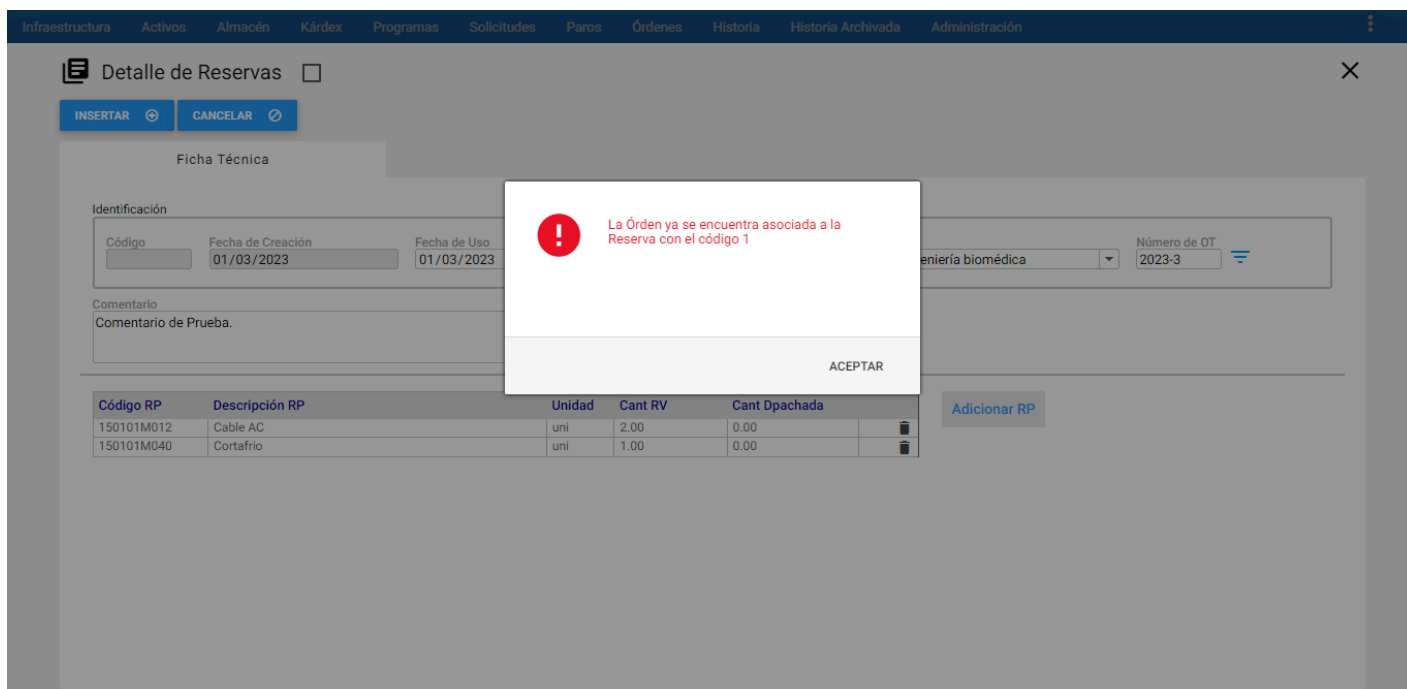 Infraestructura Activos Almacén Kárdex Programas Solicitudes Paros Órdenes Historia Historia Archivada Administración
Detalle de Reservas
INSERTAR CANCELAR
Ficha Técnica
Identificación
Código Fecha de Creación Fecha de Uso Número de OT
01/03/2023 01/03/2023 eniería biomédica 2023-3
La Órden ya se encuentra asociada a la
Reserva con el código 1
Comentario
Comentario de Prueba.
ACEPTAR
Código RP Descripción RP Unidad Cant RV Cant Dpachada
150101M012 Cable AC uni 2.00 0.00
150101M040 Cortafrio uni 1.00 0.00
Adicionar RP